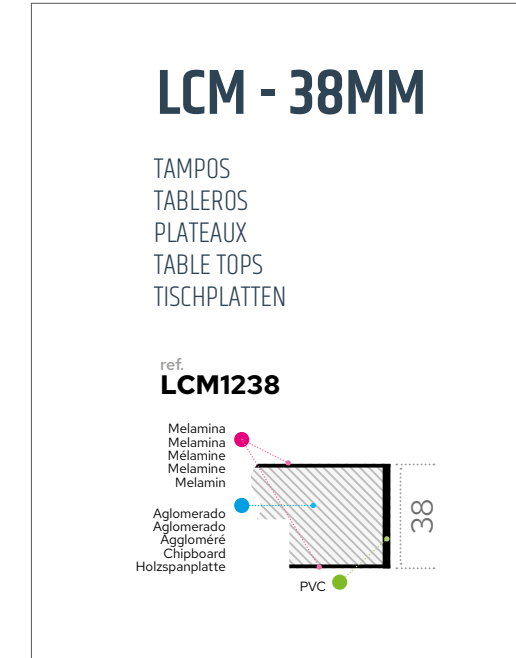 LCM - 38MM
TAMPOS
TABLEROS
PLATEAUX
TABLE TOPS
TISCHPLATTEN
ref.
LCM1238
Melamina
Melamina
Mélamine
Melamine
Melamin
Aglomerado
Aglomerado
Aggloméré
Chipboard
Holzspanplatte
PVC
38